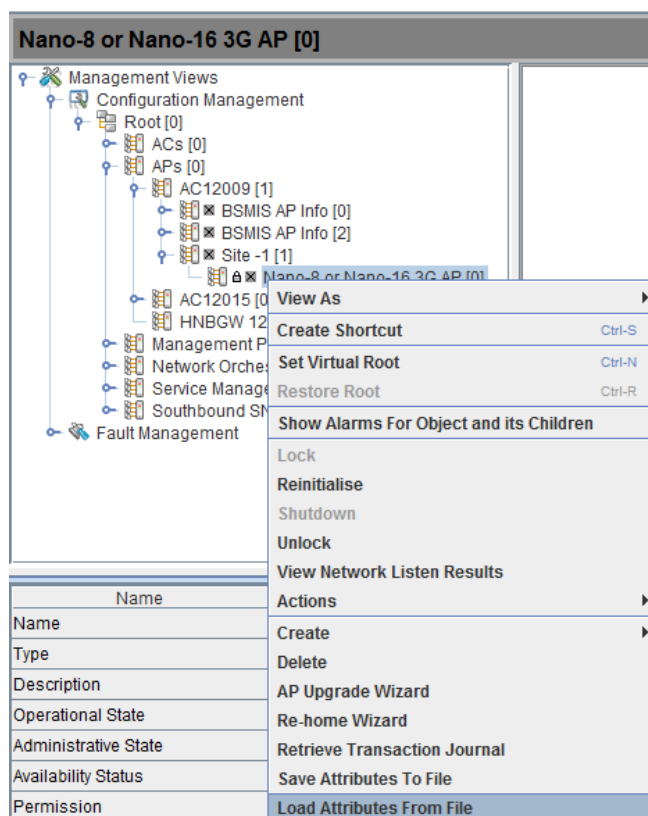 Nano-8 or Nano-16 3G AP [0]
Management Views
Configuration Management
Root [0]
ACs [0]
APs [0]
AC12009 [1]
BSMIS AP Info [0]
BSMIS AP Info [2]
Site -1 [1]
Nano-8 or Nano-16 3G AP [0]
AC12015 [0
HNBGW 12
Management P
Network Orches
Service Manage
Southbound SN
Fault Management
View As
Create Shortcut Ctrl-S
Set Virtual Root Ctrl-N
Restore Root Ctrl-R
Show Alarms For Object and its Children
Lock
Reinitialise
Shutdown
Unlock
View Network Listen Results
Actions
Create
Delete
AP Upgrade Wizard
Re-home Wizard
Retrieve Transaction Journal
Save Attributes To File
Load Attributes From File
Name
Name
Type
Description
Operational State
Administrative State
Availability Status
Permission